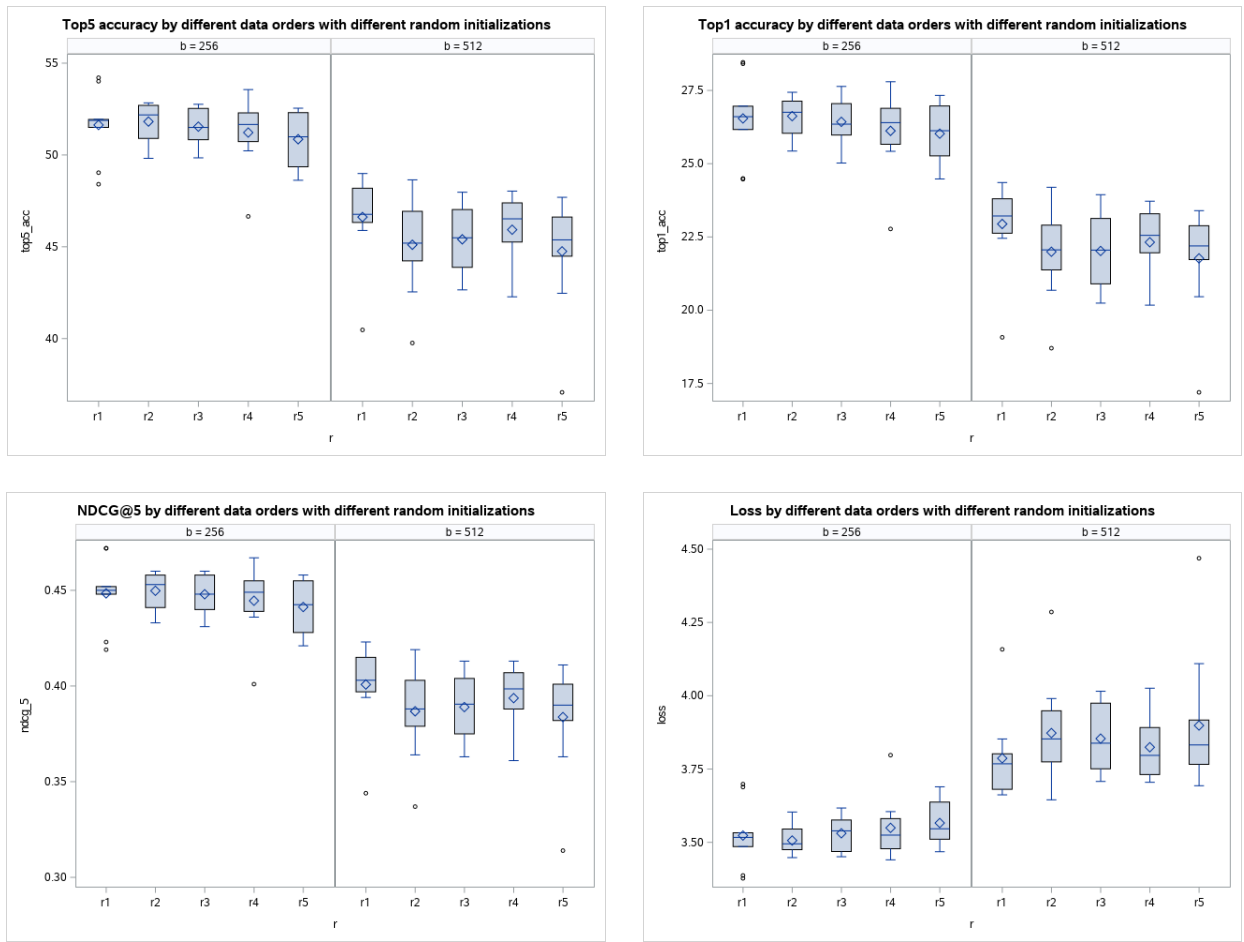 Top5 accuracy by different data orders with different random initializations
b = 256 b = 512
55
50
45
40
top5_acc
r1 r2 r3 r4 r5 r1 r2 r3 r4 r5
r
Top1 accuracy by different data orders with different random initializations
b = 256 b = 512
27.5
25.0
22.5
20.0
17.5
top1_acc
r1 r2 r3 r4 r5 r1 r2 r3 r4 r5
r
NDCG@5 by different data orders with different random initializations
b = 256 b = 512
0.45
0.40
0.35
0.30
ndcg_5
r1 r2 r3 r4 r5 r1 r2 r3 r4 r5
r
Loss by different data orders with different random initializations
b = 256 b = 512
4.50
4.25
4.00
3.75
3.50
loss
r1 r2 r3 r4 r5 r1 r2 r3 r4 r5
r